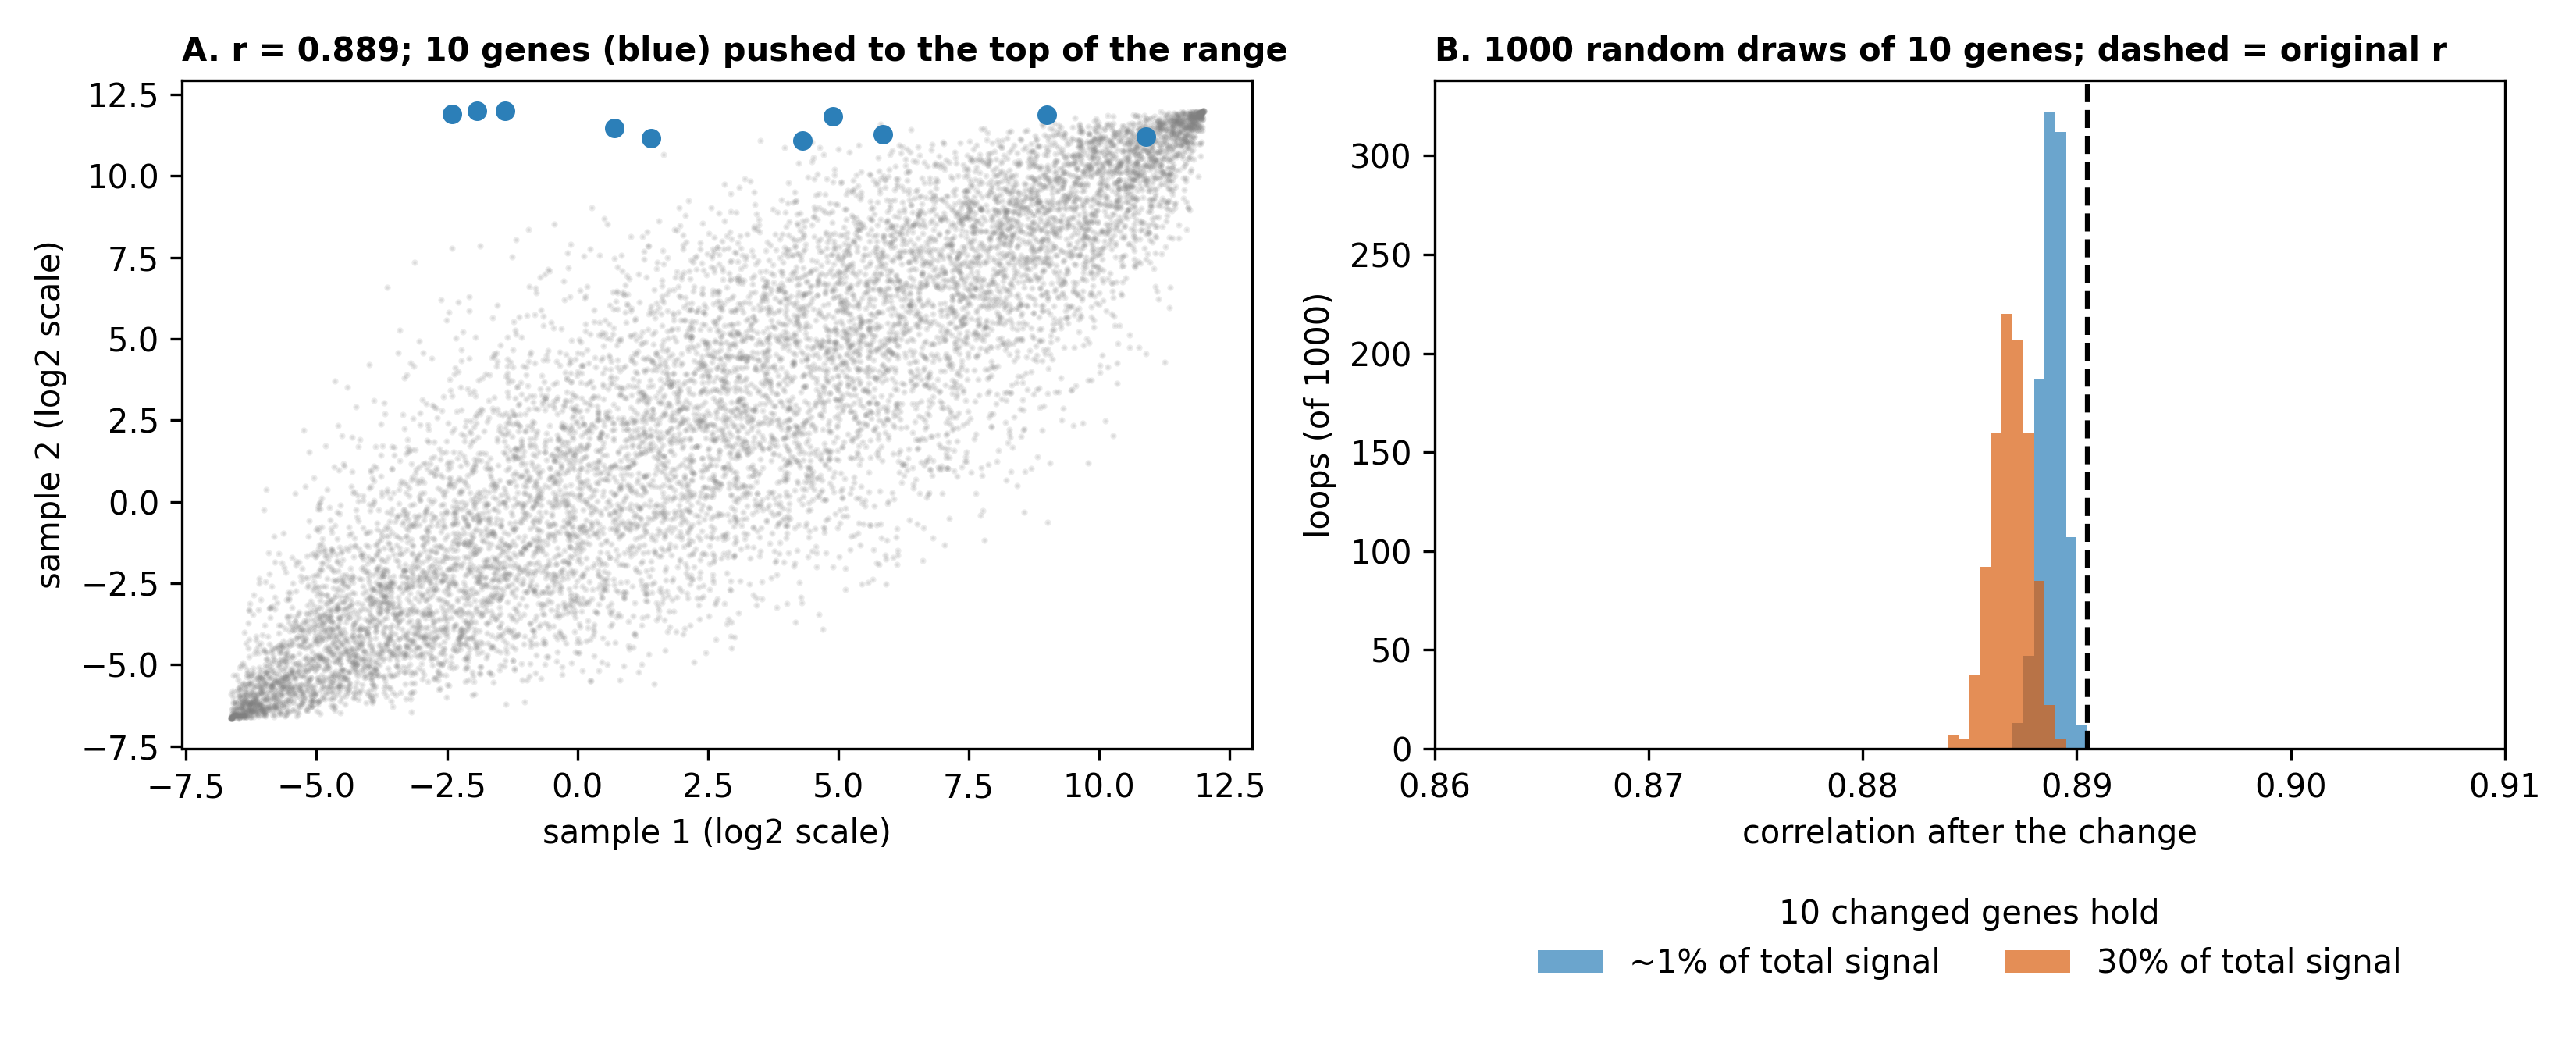 A. r = 0.889; 10 genes (blue) pushed to the top of the range
12.5
10.0
7.5
5.0
2.5
0.0
−2.5
−5.0
−7.5
sample 2 (log2 scale)
−7.5 −5.0 −2.5 0.0 2.5 5.0 7.5 10.0 12.5
sample 1 (log2 scale)
B. 1000 random draws of 10 genes; dashed = original r
300
250
200
150
100
50
0
loops (of 1000)
0.86 0.87 0.88 0.89 0.90 0.91
correlation after the change
10 changed genes hold
~1% of total signal 30% of total signal